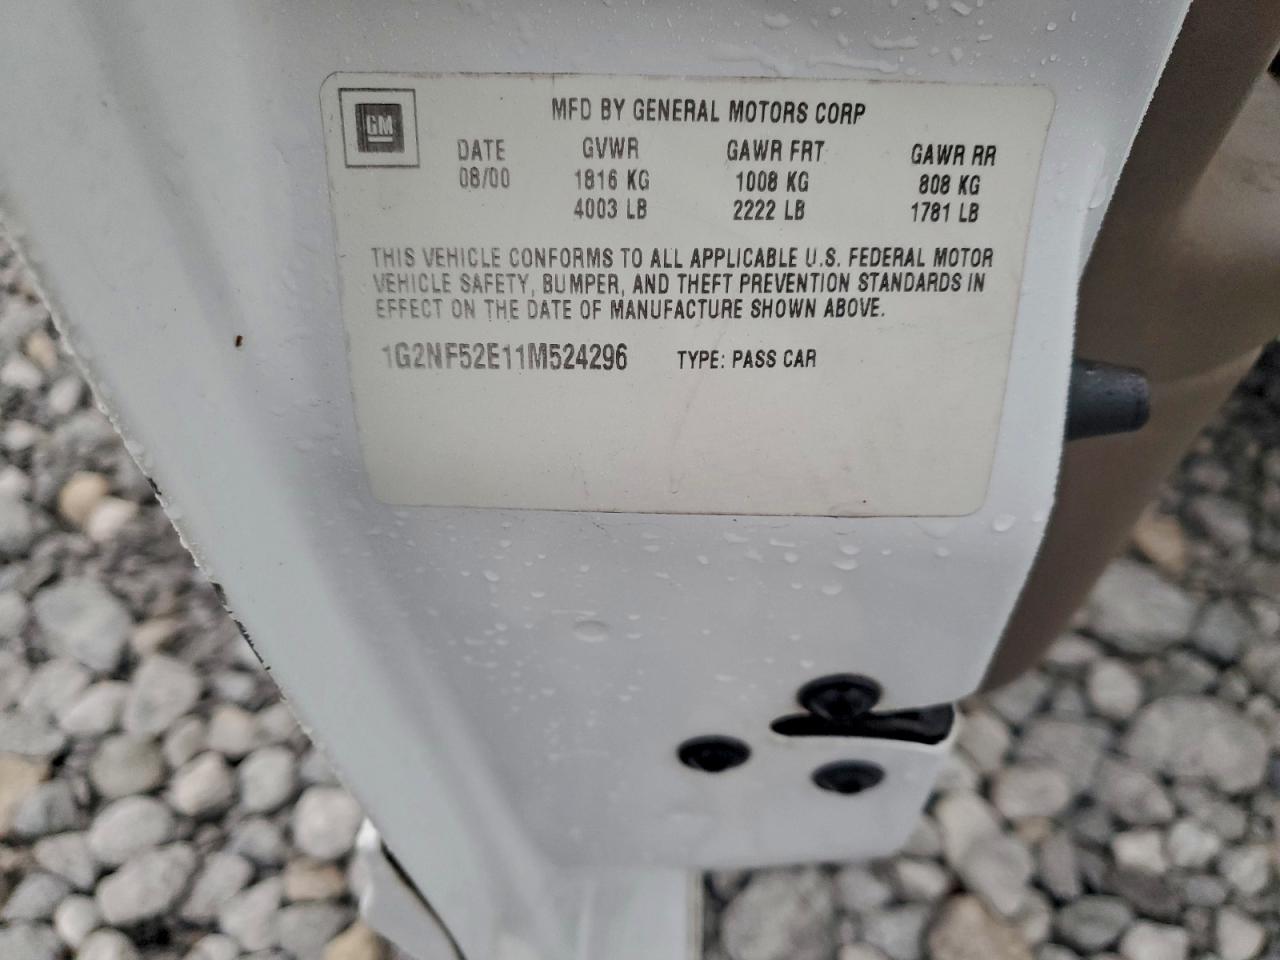 GM
MFD BY GENERAL MOTORS CORP
DATE GVWR GAWR FRT GAWR RR
08/00 1816 KG 1008 KG 808 KG
4003 LB 2222 LB 1781 LB
THIS VEHICLE CONFORMS TO ALL APPLICABLE U.S. FEDERAL MOTOR
VEHICLE SAFETY, BUMPER, AND THEFT PREVENTION STANDARDS IN
EFFECT ON THE DATE OF MANUFACTURE SHOWN ABOVE.
1G2NF52E11M524296 TYPE: PASS CAR